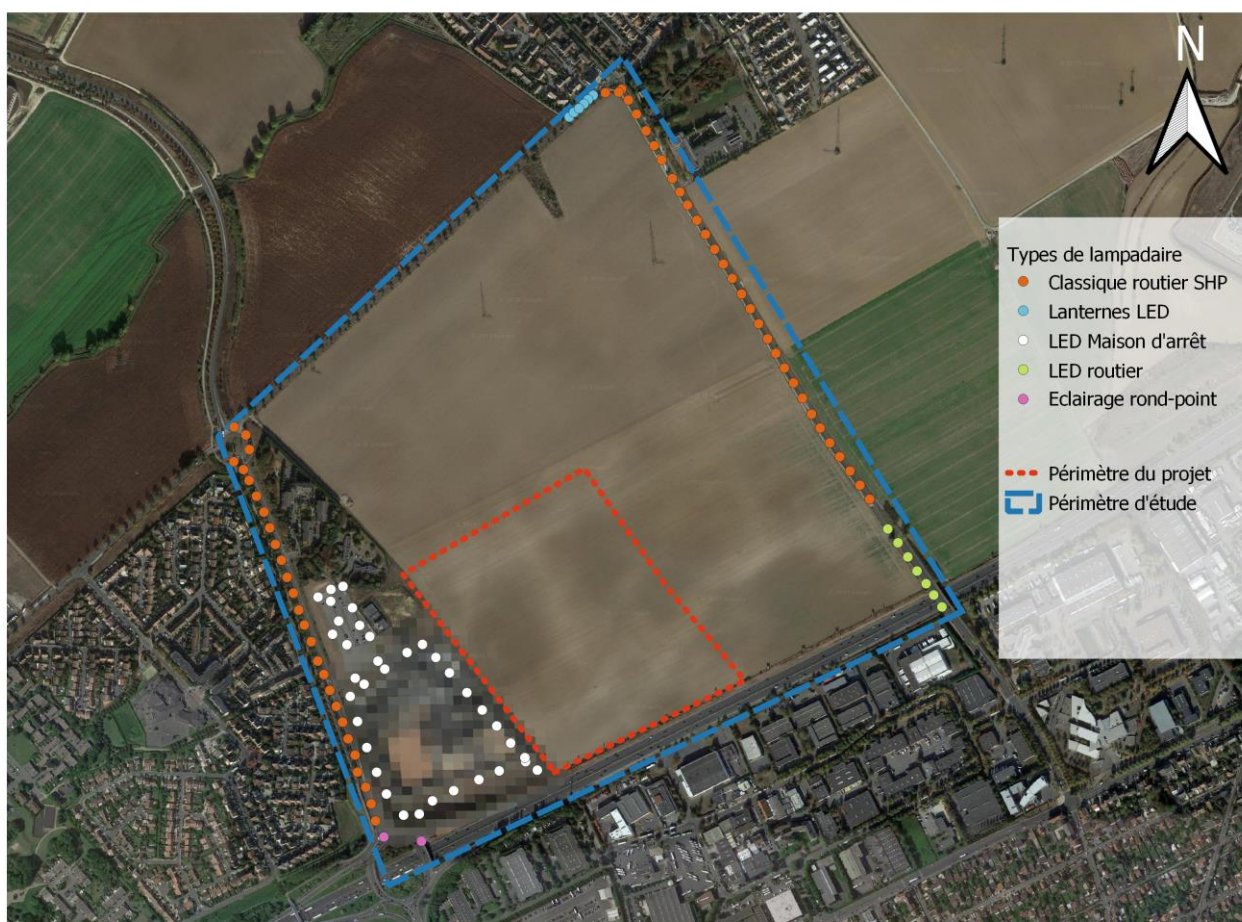 N
Types de lampadaire
Classique routier SHP
Lanternes LED
LED Maison d'arrêt
LED routier
Eclairage rond-point
Périmètre du projet
Périmètre d'étude